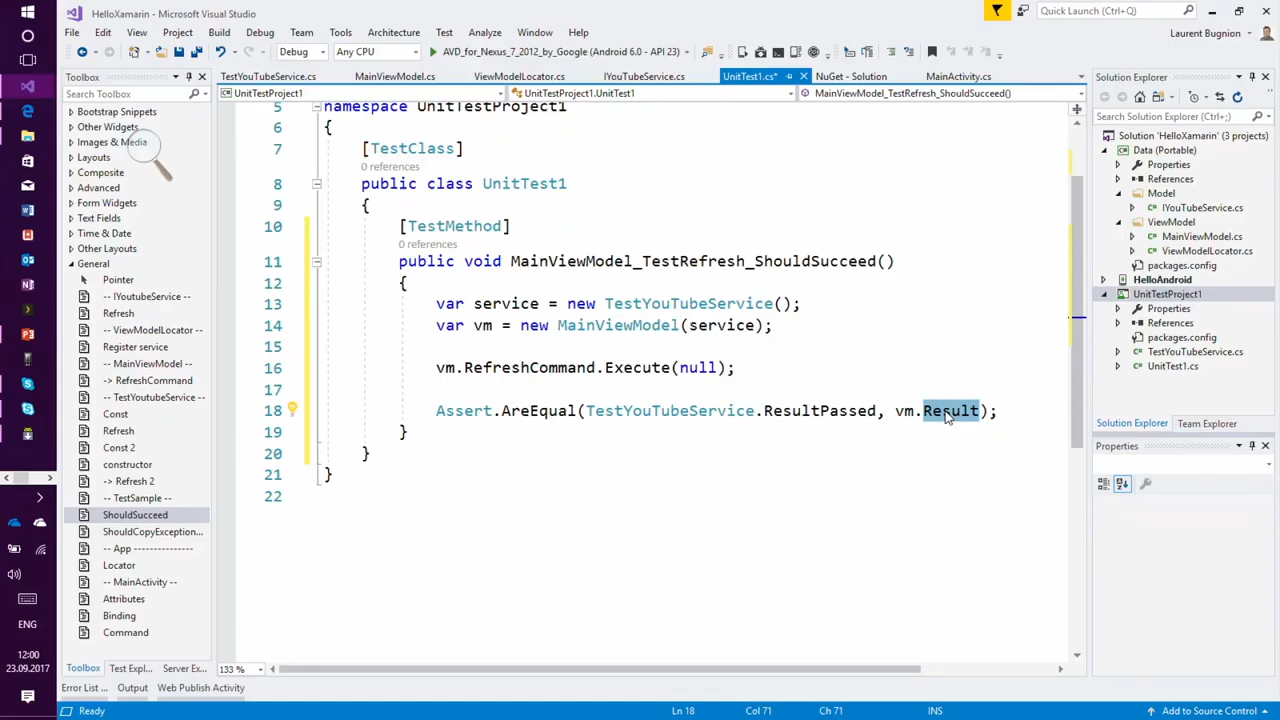 HelloXamarin - Microsoft Visual Studio
Quick Launch (Ctrl+Q)
File Edit View Project Build Debug Team Tools Architecture Test Analyze Window Help
Laurent Bugnion
Debug Any CPU AVD_for_Nexus_7_2012_by_Google (Android 6.0 - API 23)
Toolbox
Search Toolbox
Bootstrap Snippets
Other Widgets
Images & Media
Layouts
Composite
Advanced
Form Widgets
Text Fields
Time & Date
Other Layouts
General
Pointer
-- IYoutubeService --
Refresh
-- ViewModelLocator --
Register service
-- MainViewModel --
-> RefreshCommand
-- TestYoutubeService --
Const
Refresh
Const 2
constructor
-> Refresh 2
-- TestSample --
ShouldSucceed
ShouldCopyException...
-- App ---------------
Locator
-- MainActivity --
Attributes
Binding
Command
Toolbox Test Expl... Server Ex...
TestYouTubeService.cs MainViewModel.cs ViewModelLocator.cs IYouTubeService.cs UnitTest1.cs* NuGet - Solution MainActivity.cs
UnitTestProject1 UnitTestProject1.UnitTest1 MainViewModel_TestRefresh_ShouldSucceed()
5 namespace UnitTestProject1
6 {
7 [TestClass]
0 references
8 public class UnitTest1
9 {
10 [TestMethod]
0 references
11 public void MainViewModel_TestRefresh_ShouldSucceed()
12 {
13 var service = new TestYouTubeService();
14 var vm = new MainViewModel(service);
15
16 vm.RefreshCommand.Execute(null);
17
18 Assert.AreEqual(TestYouTubeService.ResultPassed, vm.Result);
19 }
20 }
21 }
22
133 %
Solution Explorer
Search Solution Explorer (Ctrl+;)
Solution 'HelloXamarin' (3 projects)
Data (Portable)
Properties
References
Model
IYouTubeService.cs
ViewModel
MainViewModel.cs
ViewModelLocator.cs
packages.config
HelloAndroid
UnitTestProject1
Properties
References
packages.config
TestYouTubeService.cs
UnitTest1.cs
Solution Explorer Team Explorer
Properties
Error List ... Output Web Publish Activity
Ready Ln 18 Col 71 Ch 71 INS Add to Source Control
ENG
12:00
23.09.2017